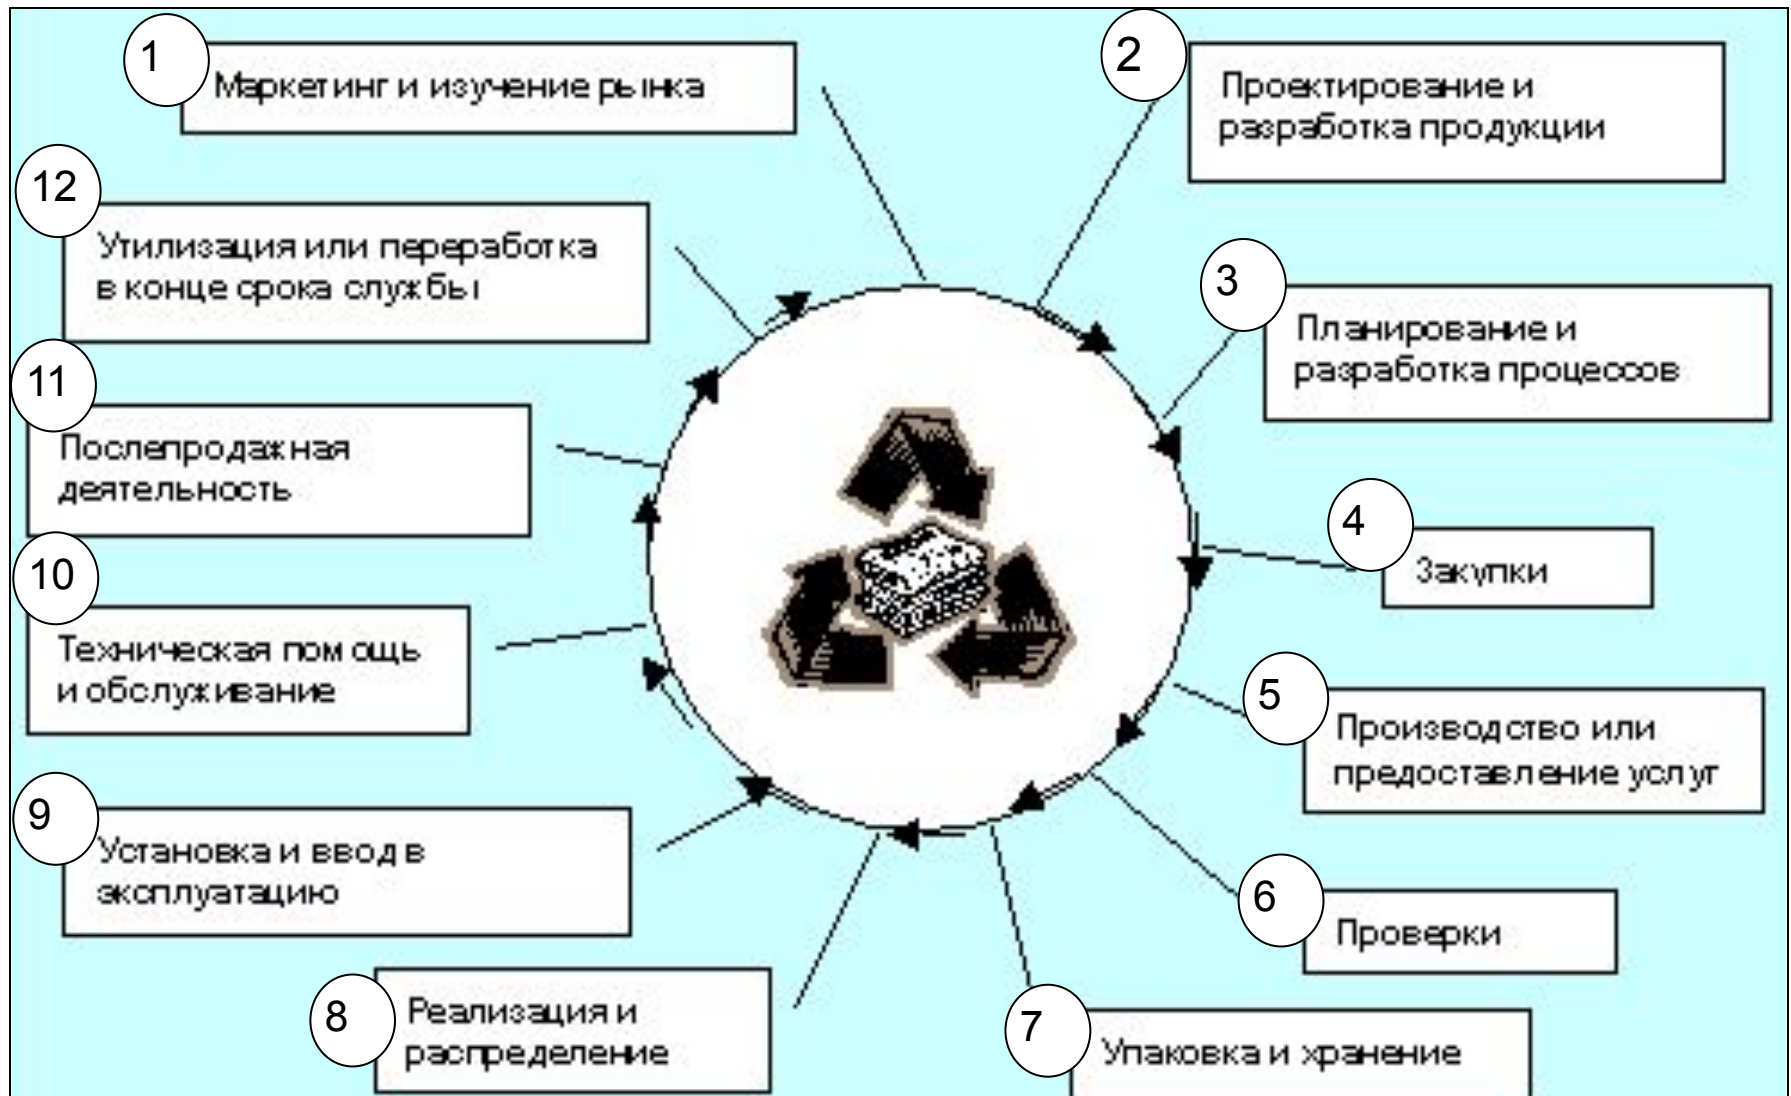 1
Маркетинг и изучение рынка
2
Проектирование и
разработка продукции
3
Планирование и
разработка процессов
4
Закупки
5
Производство или
предоставление услуг
6
Проверки
7
Упаковка и хранение
8
Реализация и
распределение
9
Установка и ввод в
эксплуатацию
10
Техническая помощь
и обслуживание
11
Послепродажная
деятельность
12
Утилизация или переработка
в конце срока службы